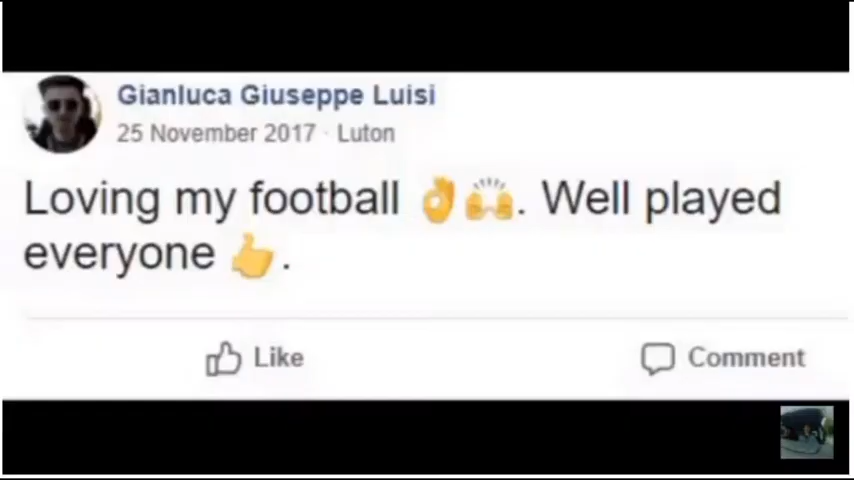 Gianluca Giuseppe Luisi
25 November 2017 · Luton
Loving my football 👌🙌. Well played
everyone 👍.
Like
Comment